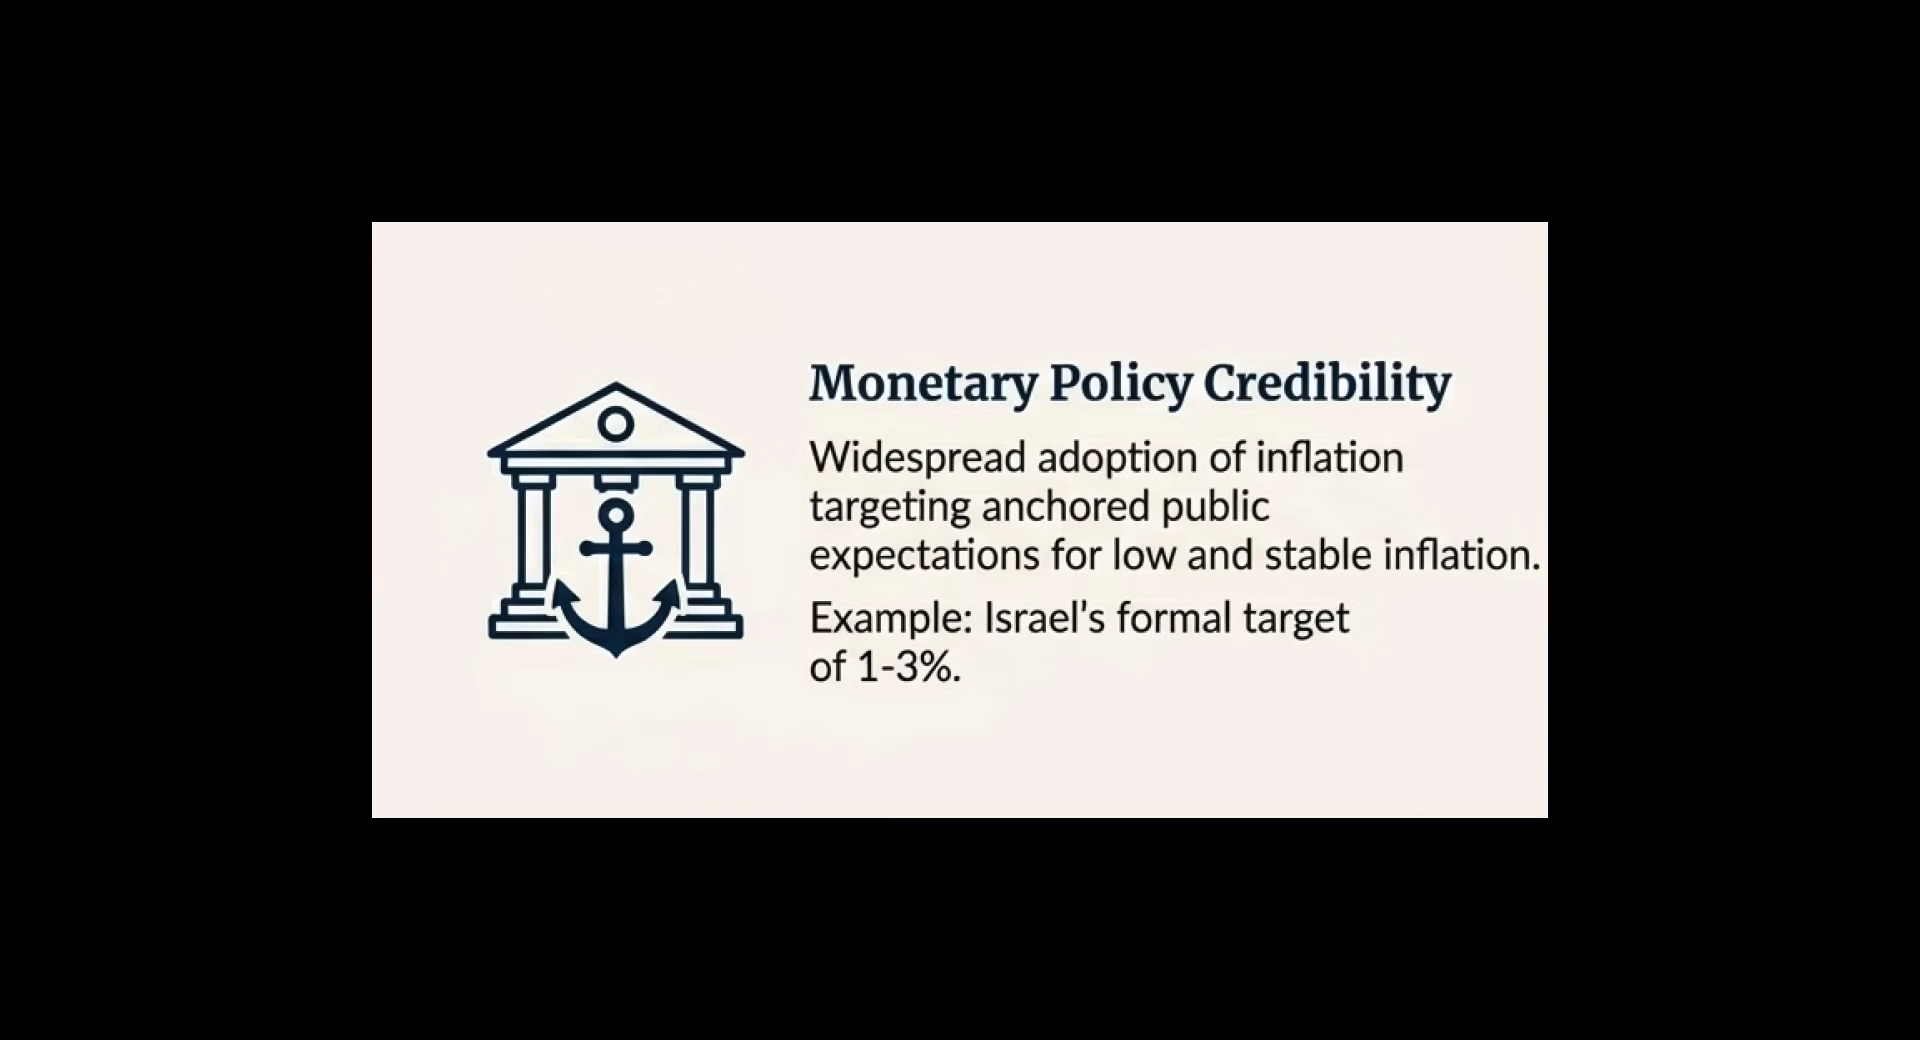 Monetary Policy Credibility
Widespread adoption of inflation
targeting anchored public
expectations for low and stable inflation.
Example: Israel's formal target
of 1-3%.